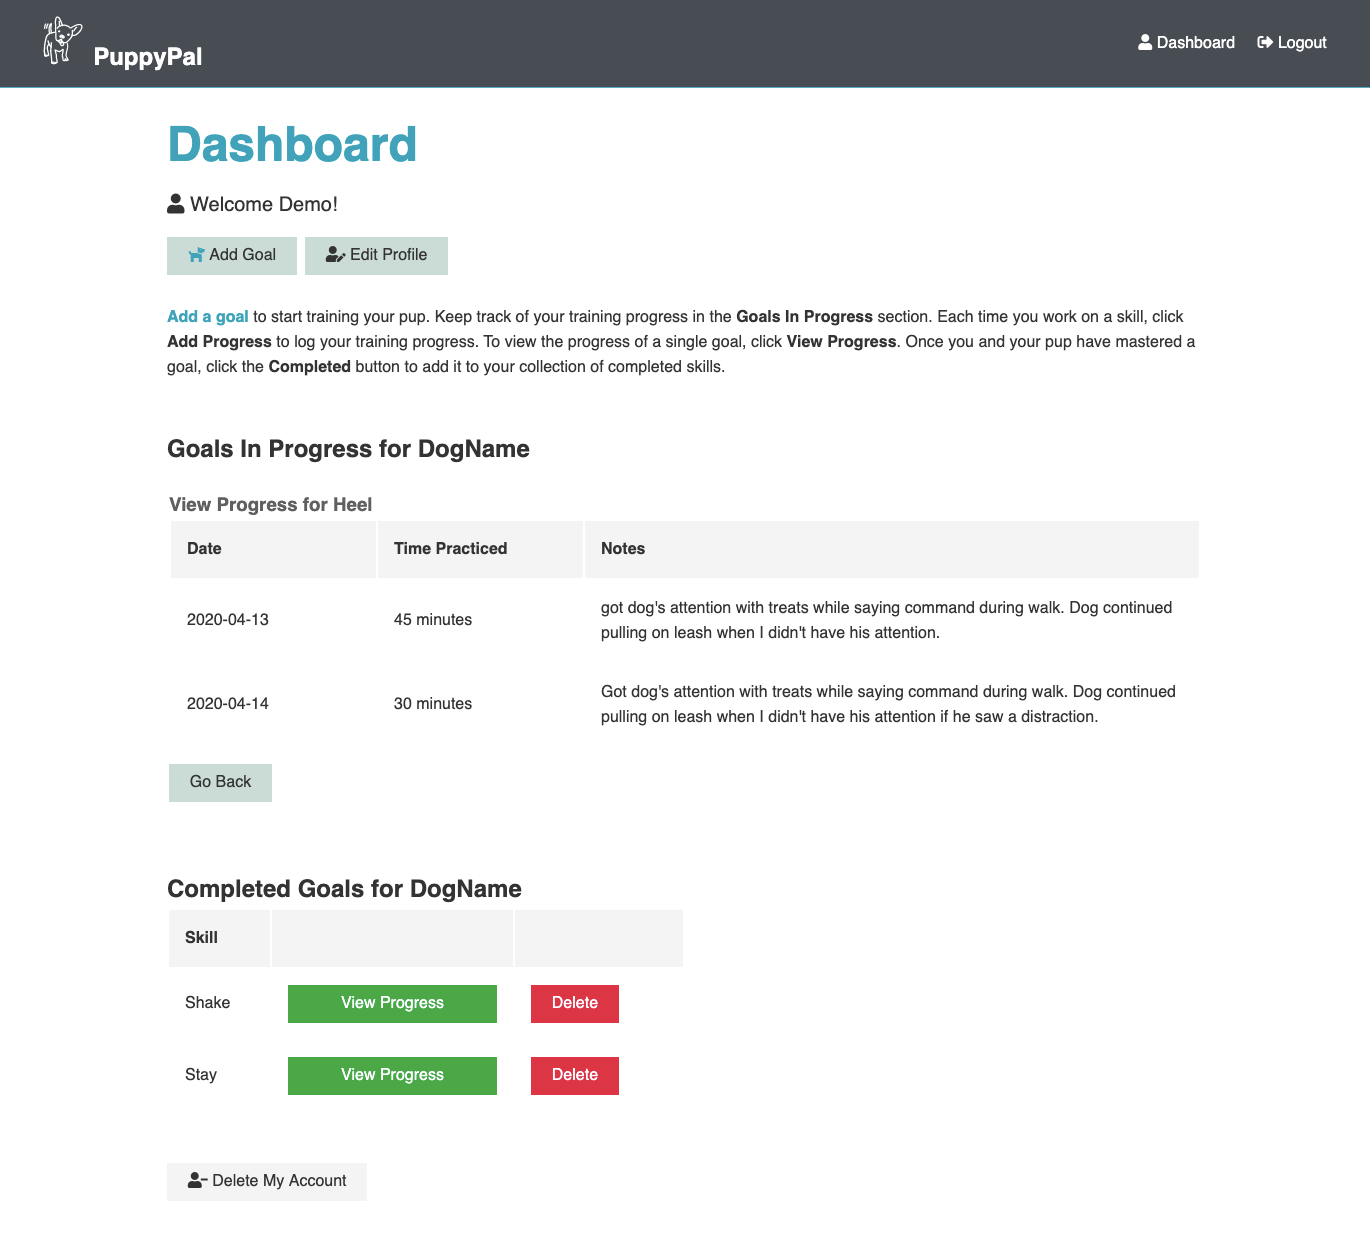 PuppyPal
Dashboard
Logout
Dashboard
Welcome Demo!
Add Goal
Edit Profile
Add a goal to start training your pup. Keep track of your training progress in the Goals In Progress section. Each time you work on a skill, click
Add Progress to log your training progress. To view the progress of a single goal, click View Progress. Once you and your pup have mastered a
goal, click the Completed button to add it to your collection of completed skills.
Goals In Progress for DogName
View Progress for Heel
Date
Time Practiced
Notes
2020-04-13
45 minutes
got dog's attention with treats while saying command during walk. Dog continued
pulling on leash when I didn't have his attention.
2020-04-14
30 minutes
Got dog's attention with treats while saying command during walk. Dog continued
pulling on leash when I didn't have his attention if he saw a distraction.
Go Back
Completed Goals for DogName
Skill
Shake
View Progress
Delete
Stay
View Progress
Delete
Delete My Account